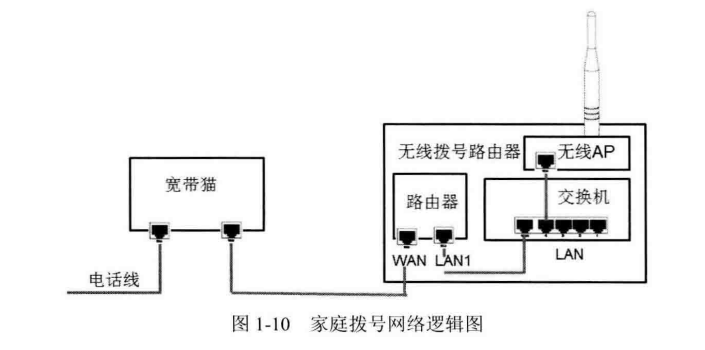 无线拨号路由器
无线AP
宽带猫
路由器
交换机
WAN
LAN1
LAN
电话线
图 1-10 家庭拨号网络逻辑图